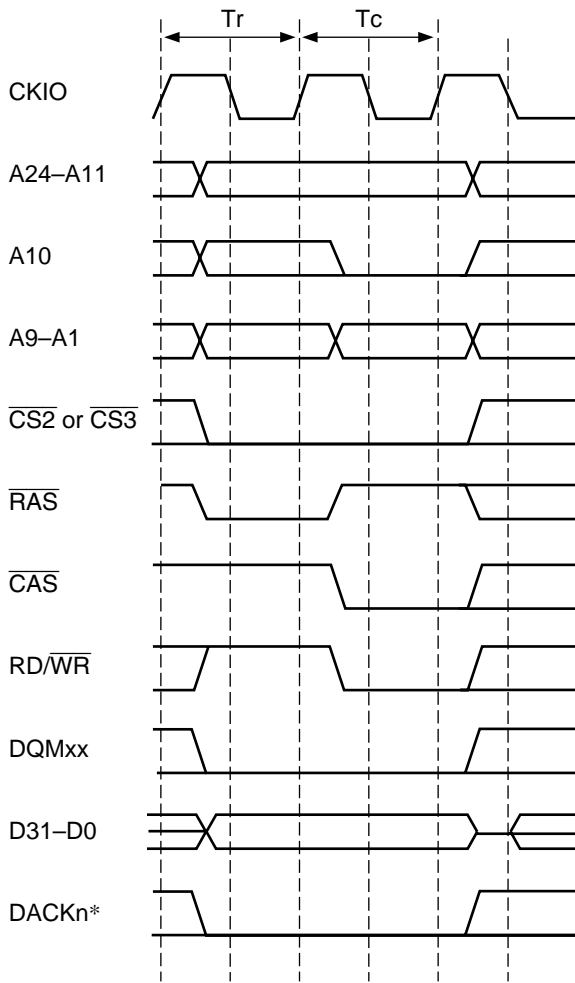 Tr Tc
CKIO
A24–A11
A10
A9–A1
CS2 or CS3
RAS
CAS
RD/WR
DQMxx
D31–D0
DACKn*